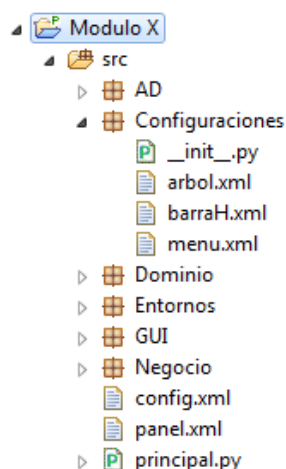 Modulo X
src
AD
Configuraciones
__init__.py
arbol.xml
barraH.xml
menu.xml
Dominio
Entornos
GUI
Negocio
config.xml
panel.xml
principal.py